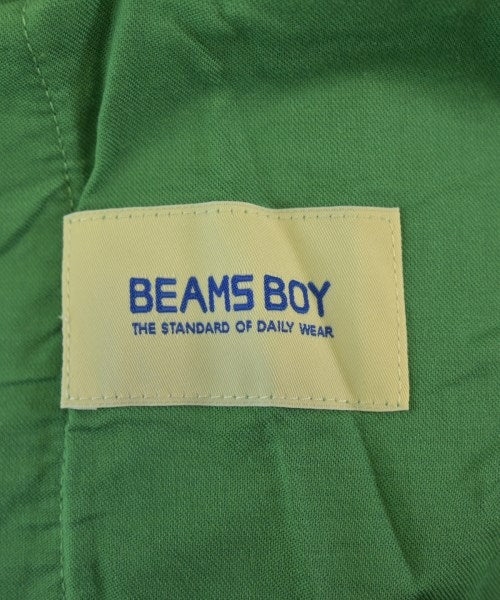 BEAMS BOY
THE STANDARD OF DAILY WEAR